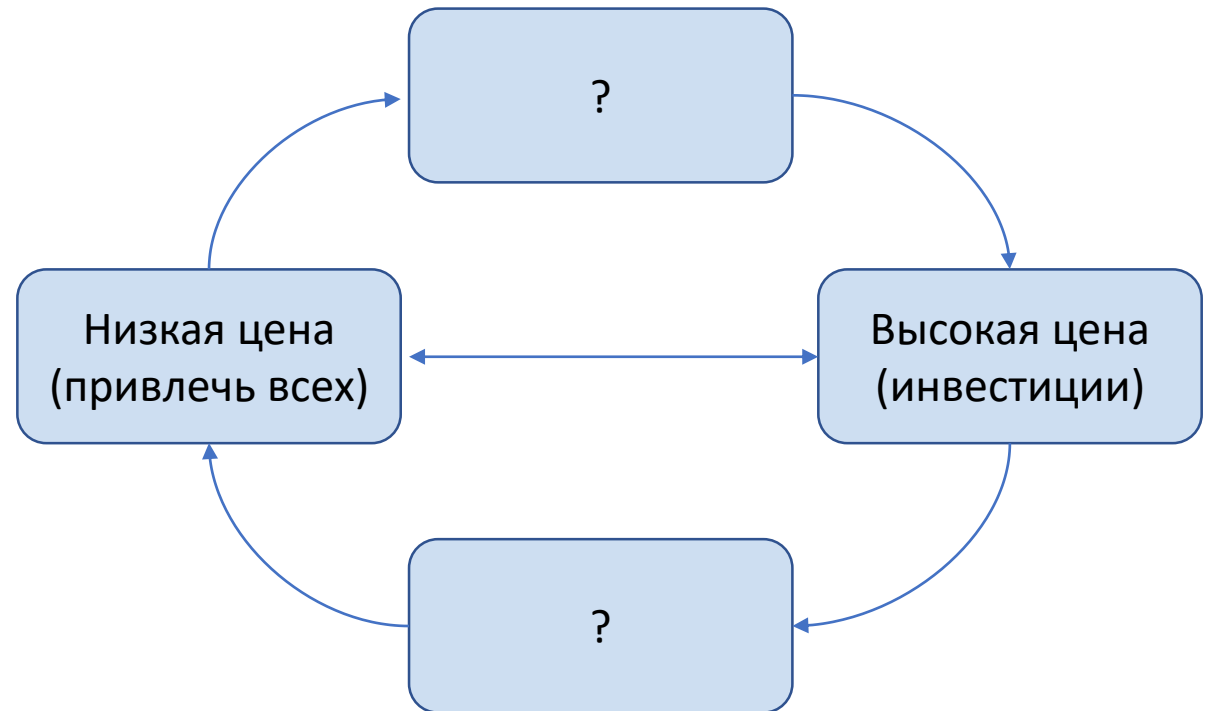 ?
Низкая цена
(привлечь всех)
Высокая цена
(инвестиции)
?